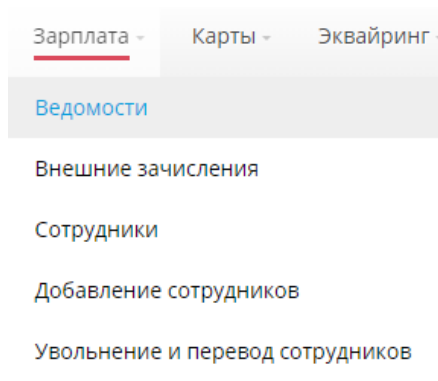 Зарплата Карты Эквайринг
Ведомости
Внешние зачисления
Сотрудники
Добавление сотрудников
Увольнение и перевод сотрудников